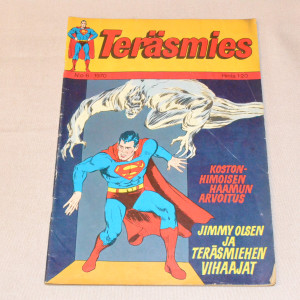 Teräsmies
KOSTON-
HIMOISEN
HAAMUN
ARVOITUS
JIMMY OLSEN
JA
TERÄSMIEHEN
VIHAAJAT